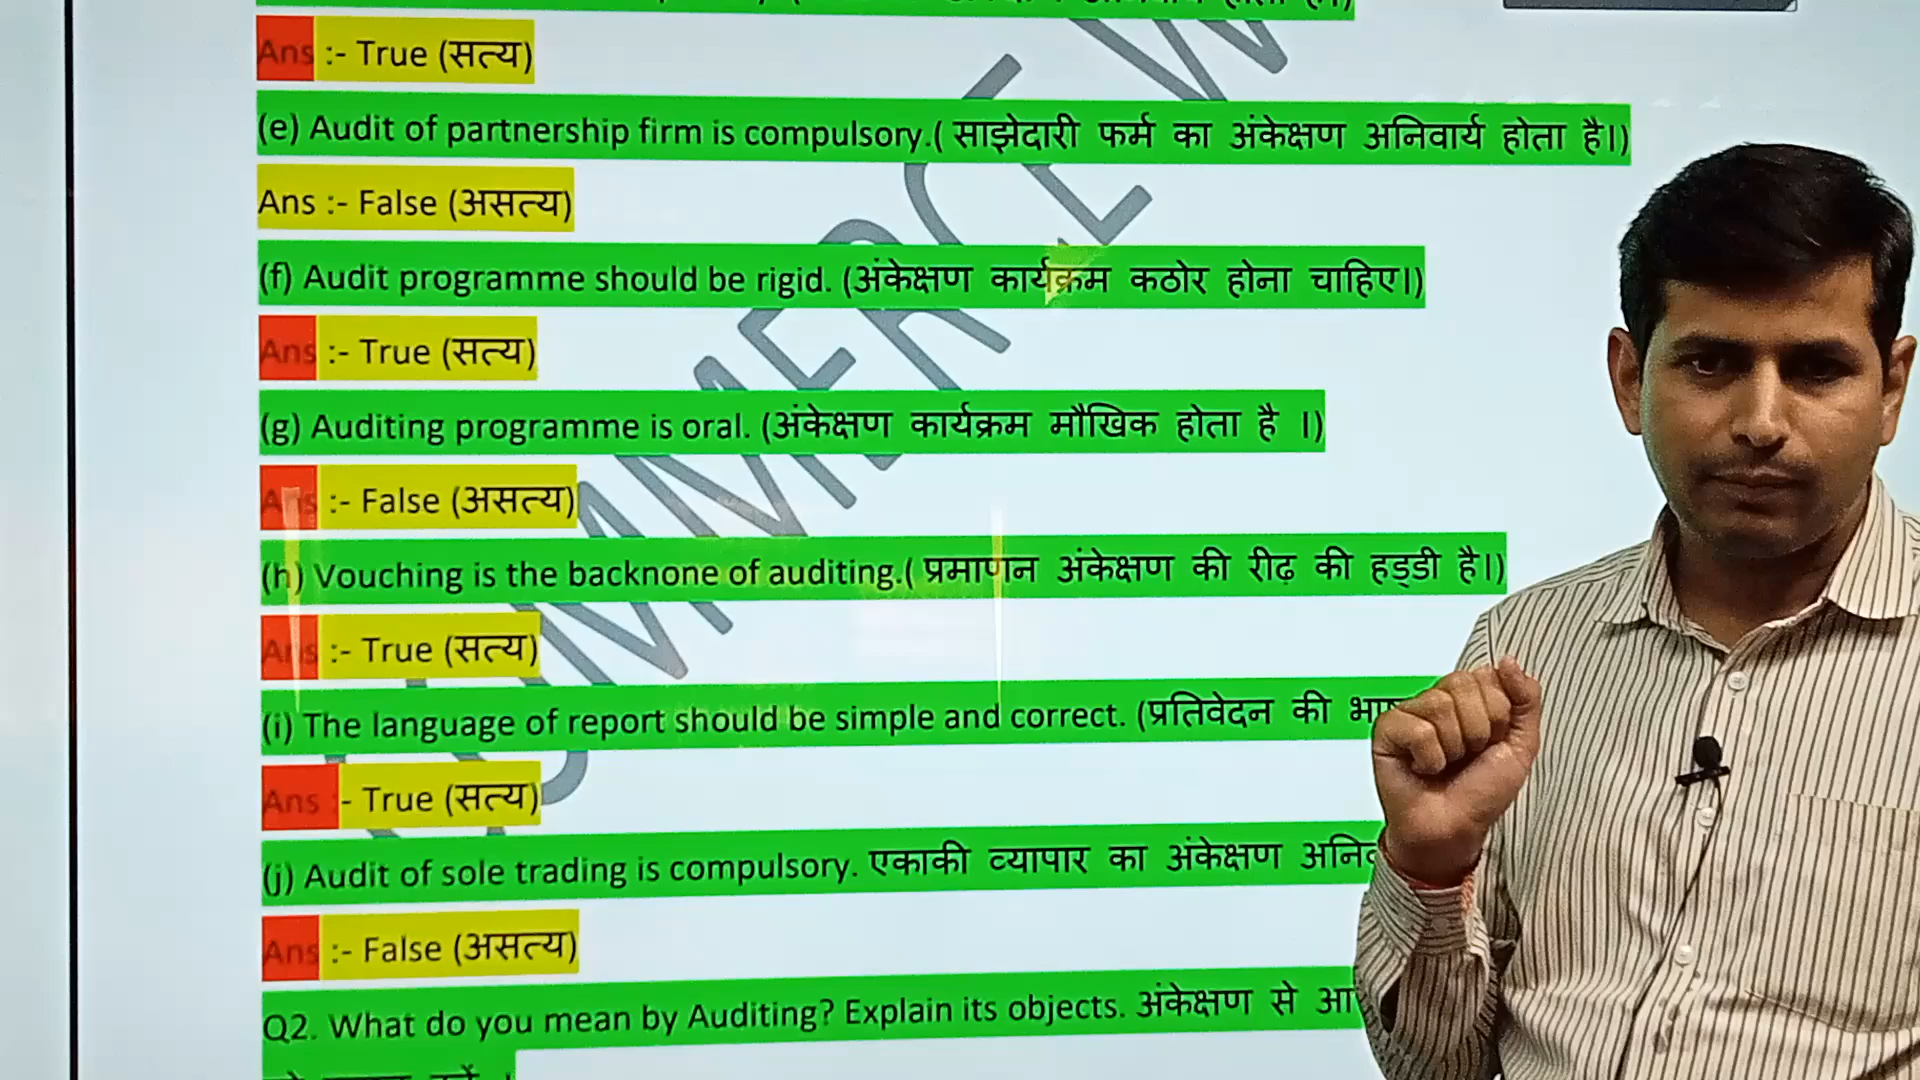 Ans :- True (सत्य)
(e) Audit of partnership firm is compulsory.( साझेदारी फर्म का अंकेक्षण अनिवार्य होता है।)
Ans :- False (असत्य)
(f) Audit programme should be rigid. (अंकेक्षण कार्यक्रम कठोर होना चाहिए।)
Ans :- True (सत्य)
(g) Auditing programme is oral. (अंकेक्षण कार्यक्रम मौखिक होता है ।)
Ans :- False (असत्य)
(h) Vouching is the backnone of auditing.( प्रमाणन अंकेक्षण की रीढ़ की हड्डी है।)
Ans :- True (सत्य)
(i) The language of report should be simple and correct. (प्रतिवेदन की
Ans :- True (सत्य)
(j) Audit of sole trading is compulsory. एकाकी व्यापार का अंकेक्षण
Ans :- False (असत्य)
Q2. What do you mean by Auditing? Explain its objects. अंकेक्षण से
COMMERCE W